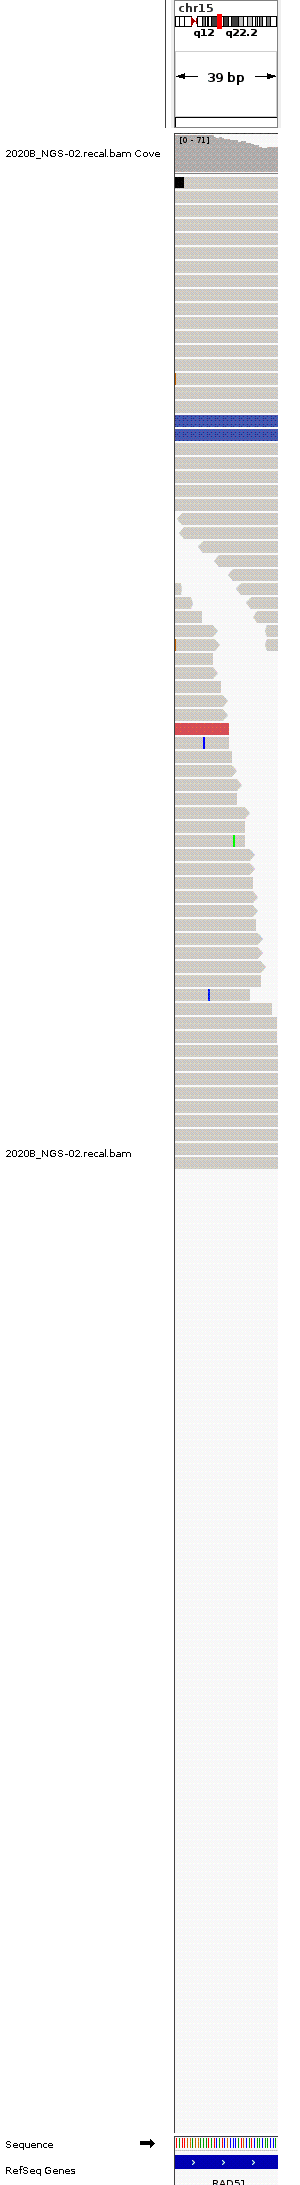 chr15
q12 q22.2
39 bp
[0 - 71]
2020B_NGS-02.recal.bam Cove
2020B_NGS-02.recal.bam
Sequence
RefSeq Genes
RAD51